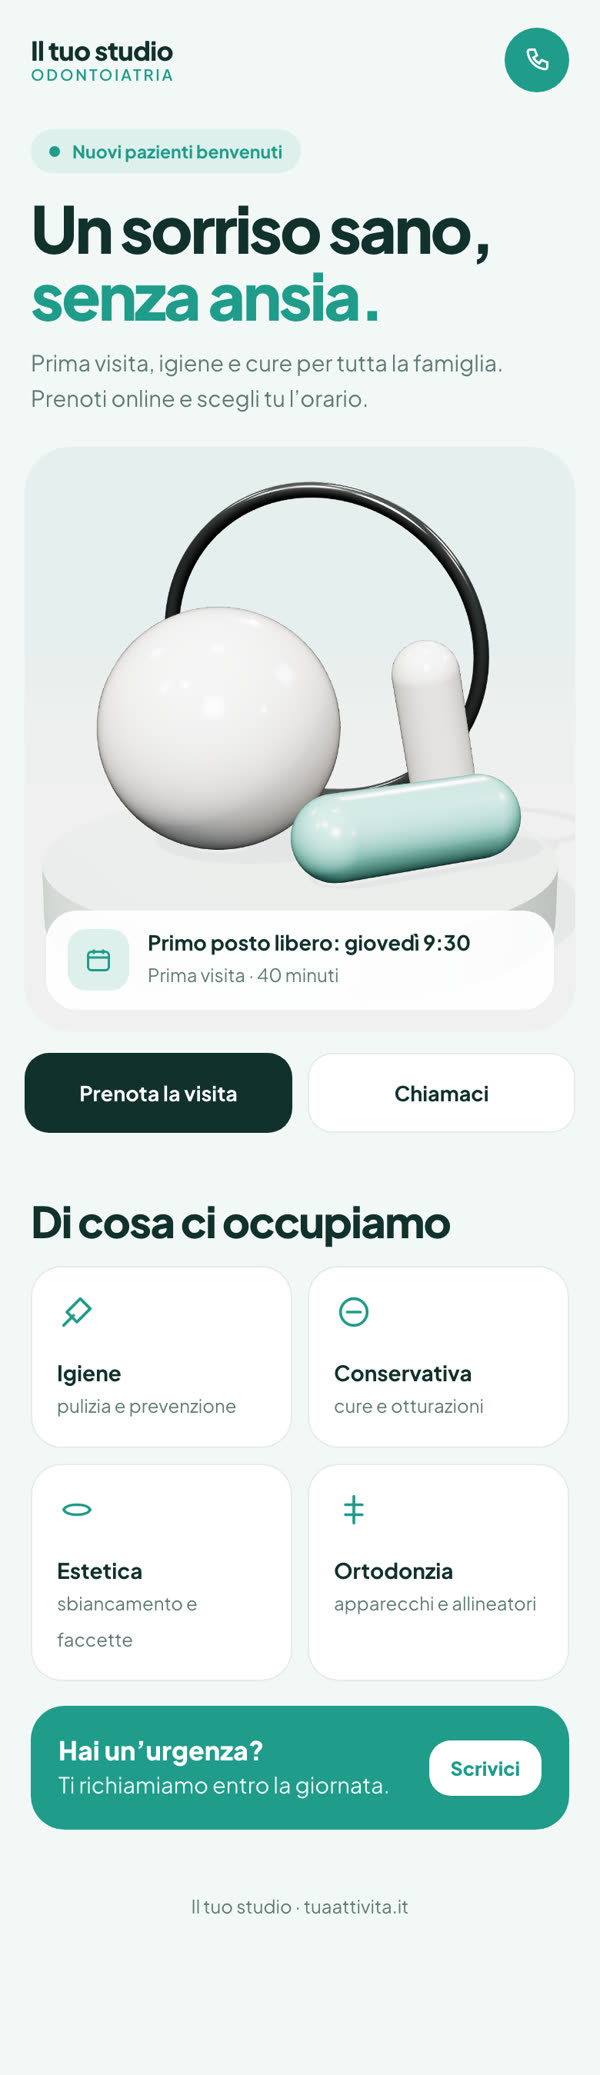 Il tuo studio
ODONTOIATRIA
Nuovi pazienti benvenuti
Un sorriso sano,
senza ansia.
Prima visita, igiene e cure per tutta la famiglia.
Prenoti online e scegli tu l’orario.
Primo posto libero: giovedì 9:30
Prima visita · 40 minuti
Prenota la visita
Chiamaci
Di cosa ci occupiamo
Igiene
pulizia e prevenzione
Conservativa
cure e otturazioni
Estetica
sbiancamento e
faccette
Ortodonzia
apparecchi e allineatori
Hai un’urgenza?
Ti richiamiamo entro la giornata.
Scrivici
Il tuo studio · tuaattivita.it